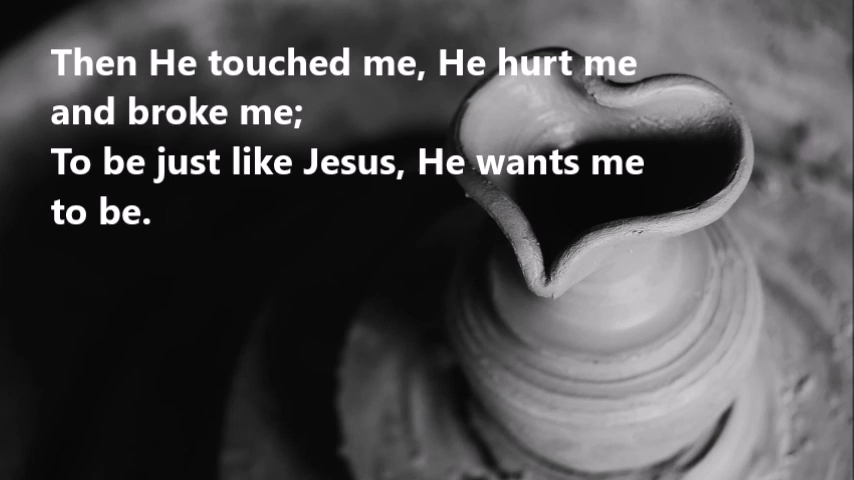 Then He touched me, He hurt me
and broke me;
To be just like Jesus, He wants me
to be.